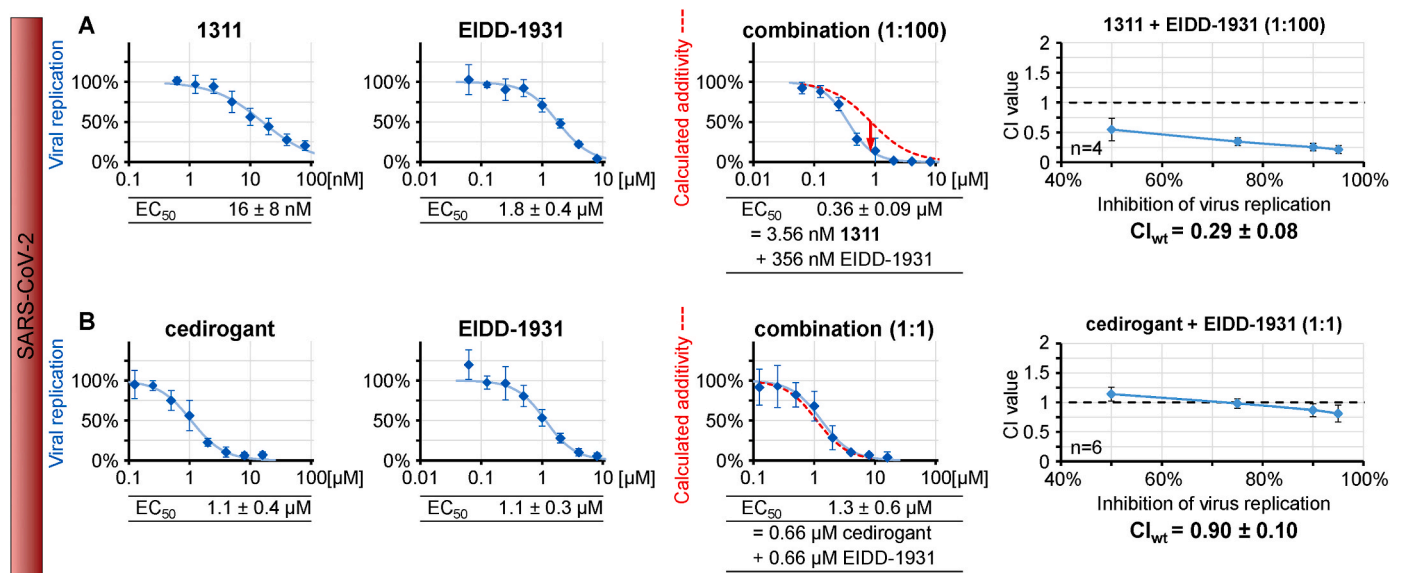 SARS-CoV-2
A
1311
EIDD-1931
combination (1:100)
1311 + EIDD-1931 (1:100)
Viral replication
100%
50%
0%
0.1
1
10
100
[nM]
EC50 16 ± 8 nM
100%
50%
0%
0.01
0.1
1
10
[µM]
EC50 1.8 ± 0.4 µM
Calculated additivity
100%
50%
0%
0.01
0.1
1
10
[µM]
EC50 0.36 ± 0.09 µM
= 3.56 nM 1311
+ 356 nM EIDD-1931
CI value
2
1
0.5
0
n=4
40%
60%
80%
100%
Inhibition of virus replication
CIwt = 0.29 ± 0.08
B
cedirogant
EIDD-1931
combination (1:1)
cedirogant + EIDD-1931 (1:1)
Viral replication
100%
50%
0%
0.1
1
10
100
[µM]
EC50 1.1 ± 0.4 µM
100%
50%
0%
0.01
0.1
1
10
[µM]
EC50 1.1 ± 0.3 µM
Calculated additivity
100%
50%
0%
0.1
1
10
100
[µM]
EC50 1.3 ± 0.6 µM
= 0.66 µM cedirogant
+ 0.66 µM EIDD-1931
CI value
2
1
0.5
0
n=6
40%
60%
80%
100%
Inhibition of virus replication
CIwt = 0.90 ± 0.10